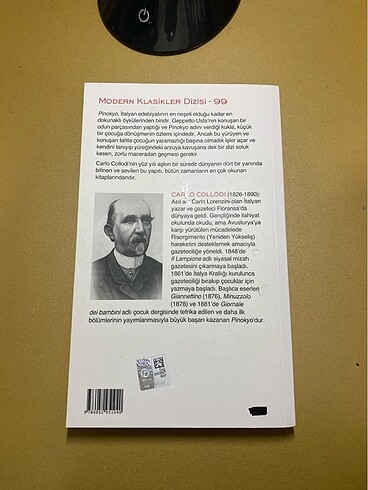 MODERN KLASIKLER DIZISI - 99
Pinokyo, İtalyan edebiyatının en neşeli olduğu kadar en
dokunaklı öykülerinden biridir. Geppetto Usta'nın konuşan bir
odun parçasından yaptığı ve Pinokyo adını verdiği kukla, küçük
bir çocuğa dönüşmenin özlemi içindedir. Ancak bu yürüyen ve
konuşan tahta çocuğun yaramazlığı başına olmadık işler açar ve
kendini tanıyıp yüreğindeki arzuya kavuşana dek bir dizi soluk
kesen, zorlu maceradan geçmesi gerekir.
Carlo Collodi'nin yüz yılı aşkın bir süredir dünyanın dört bir yanında
bilinen ve sevilen bu yapıtı, bütün zamanların en çok okunan
kitaplarındandır.
CARLO COLLODI (1826-1890):
Asıl adı Carlo Lorenzini olan İtalyan
yazar ve gazeteci Floransa'da
dünyaya geldi. Gençliğinde ilahiyat
okulunda okudu, ama Avusturya'ya
karşı yürütülen mücadelede
Risorgimento (Yeniden Yükseliş)
hareketini desteklemek amacıyla
gazeteciliğe yöneldi. 1848'de
Il Lampione adlı siyasal mizah
gazetesini çıkarmaya başladı.
1861'de İtalya Krallığı kurulunca
gazeteciliği bırakıp çocuklar için
yazmaya başladı. Başlıca eserleri
Giannettino (1876), Minuzzolo
(1878) ve 1881'de Giornale
dei bambini adlı çocuk dergisinde tefrika edilen ve daha ilk
bölümlerinin yayımlanmasıyla büyük başarı kazanan Pinokyo'dur.